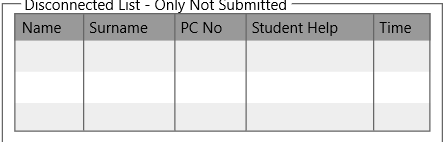 Disconnected List - Only Not Submitted
Name Surname PC No Student Help Time